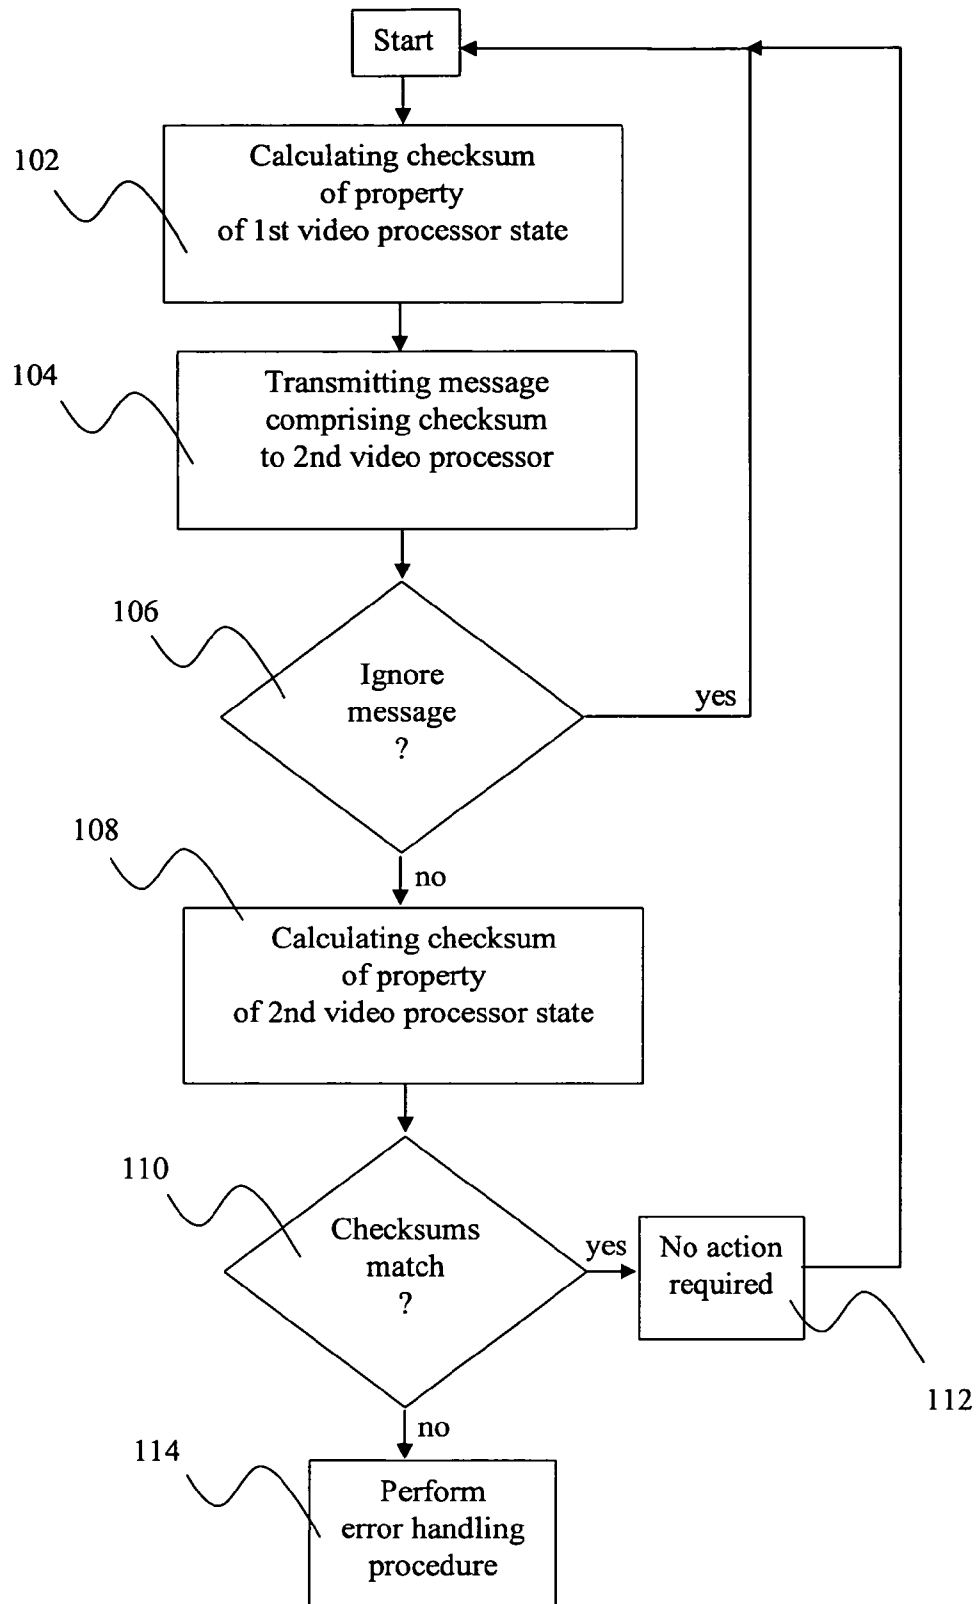 Start
102
Calculating checksum
of property
of 1st video processor state
104
Transmitting message
comprising checksum
to 2nd video processor
106
Ignore
message
?
yes
108
no
Calculating checksum
of property
of 2nd video processor state
110
Checksums
match
?
yes
No action
required
112
no
114
Perform
error handling
procedure